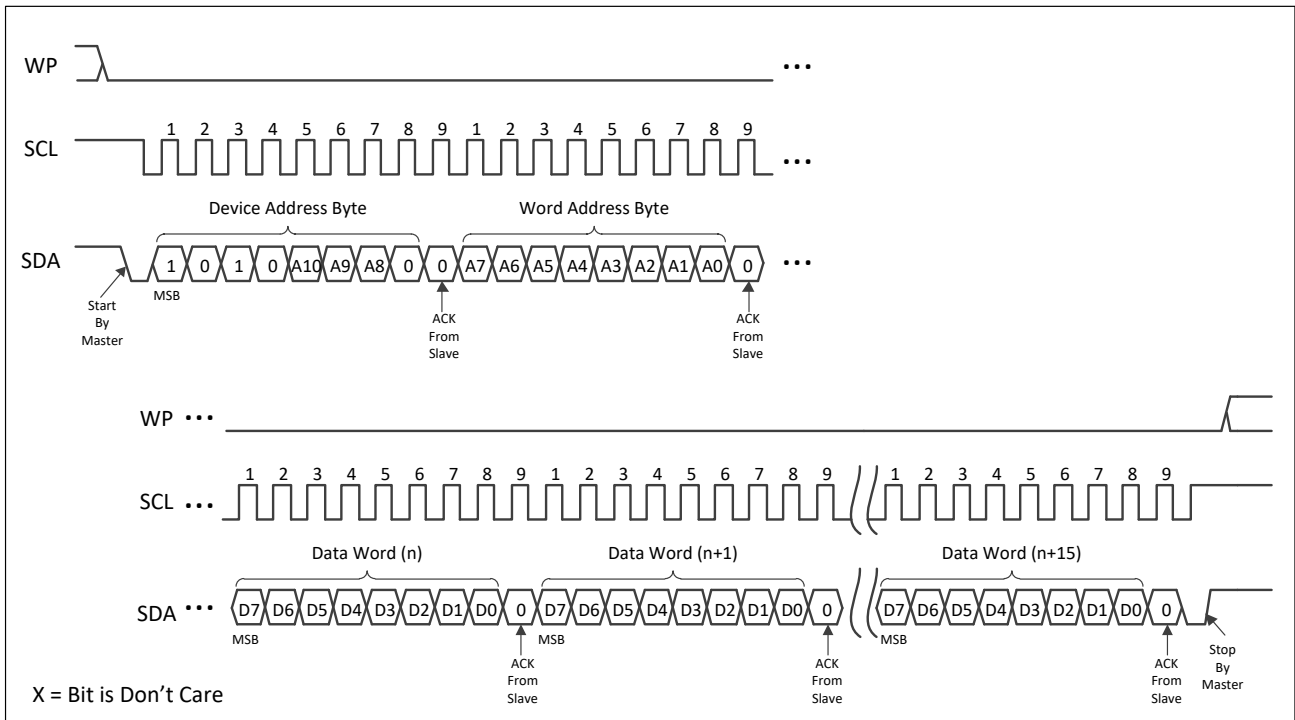 WP ...
1 2 3 4 5 6 7 8 9 1 2 3 4 5 6 7 8 9
SCL ...
Device Address Byte Word Address Byte
SDA 1 0 1 0 A10 A9 A8 0 0 A7 A6 A5 A4 A3 A2 A1 A0 0 ...
MSB
Start
By
Master
ACK
From
Slave
ACK
From
Slave
WP ...
1 2 3 4 5 6 7 8 9 1 2 3 4 5 6 7 8 9 1 2 3 4 5 6 7 8 9
SCL ...
Data Word (n) Data Word (n+1) Data Word (n+15)
SDA ... D7 D6 D5 D4 D3 D2 D1 D0 0 D7 D6 D5 D4 D3 D2 D1 D0 0 D7 D6 D5 D4 D3 D2 D1 D0 0
MSB MSB MSB
ACK
From
Slave
ACK
From
Slave
ACK
From
Slave
Stop
By
Master
X = Bit is Don’t Care